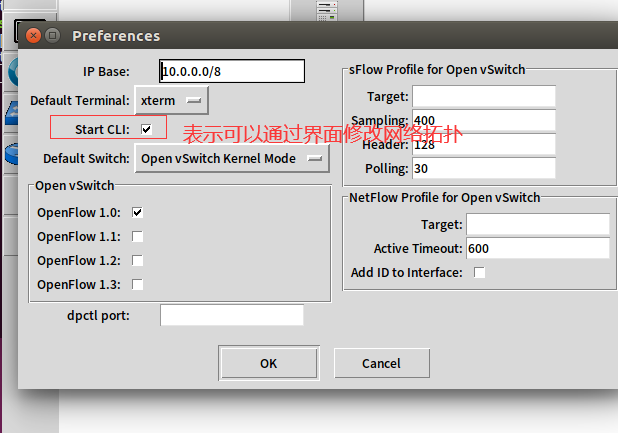 Preferences
IP Base: 10.0.0.0/8
Default Terminal: xterm
Start CLI:
表示可以通过界面修改网络拓扑
Default Switch: Open vSwitch Kernel Mode
Open vSwitch
OpenFlow 1.0:
OpenFlow 1.1:
OpenFlow 1.2:
OpenFlow 1.3:
dpctl port:
sFlow Profile for Open vSwitch
Target:
Sampling: 400
Header: 128
Polling: 30
NetFlow Profile for Open vSwitch
Target:
Active Timeout: 600
Add ID to Interface:
OK
Cancel